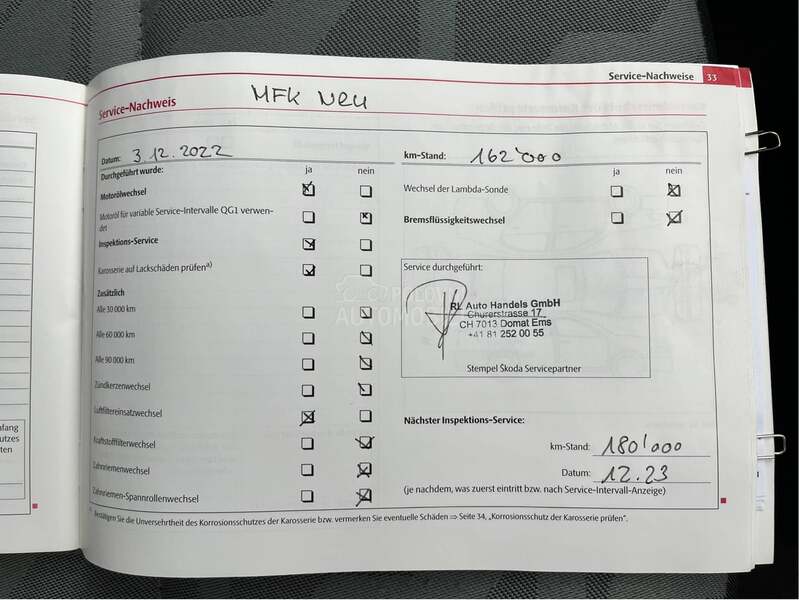 Service-Nachweise 33
Service-Nachweis MFK Neu
Datum: 3.12.2022
km-Stand: 162'000
Durchgeführt wurde: ja nein
ja nein
Motorölwechsel
Wechsel der Lambda-Sonde
Motoröl für variable Service-Intervalle QG1 verwen-
det
Bremsflüssigkeitswechsel
Inspektions-Service
Karosserie auf Lackschäden prüfen a)
Service durchgeführt:
Zusätzlich
Alle 30 000 km
Alle 60 000 km
Alle 90 000 km
Zündkerzenwechsel
Luftfiltereinsatzwechsel
Kraftstofffilterwechsel
Zahnriemenwechsel
Zahnriemen-Spannrollenwechsel
RL Auto Handels GmbH
Churerstrasse 17
CH 7013 Domat Ems
+41 81 252 00 55
Stempel Škoda Servicepartner
Nächster Inspektions-Service:
km-Stand: 180'000
Datum: 12.23
(je nachdem, was zuerst eintritt bzw. nach Service-Intervall-Anzeige)
Bestätigen Sie die Unversehrtheit des Korrosionsschutzes der Karosserie bzw. vermerken Sie eventuelle Schäden ⇒ Seite 34, „Korrosionsschutz der Karosserie prüfen".